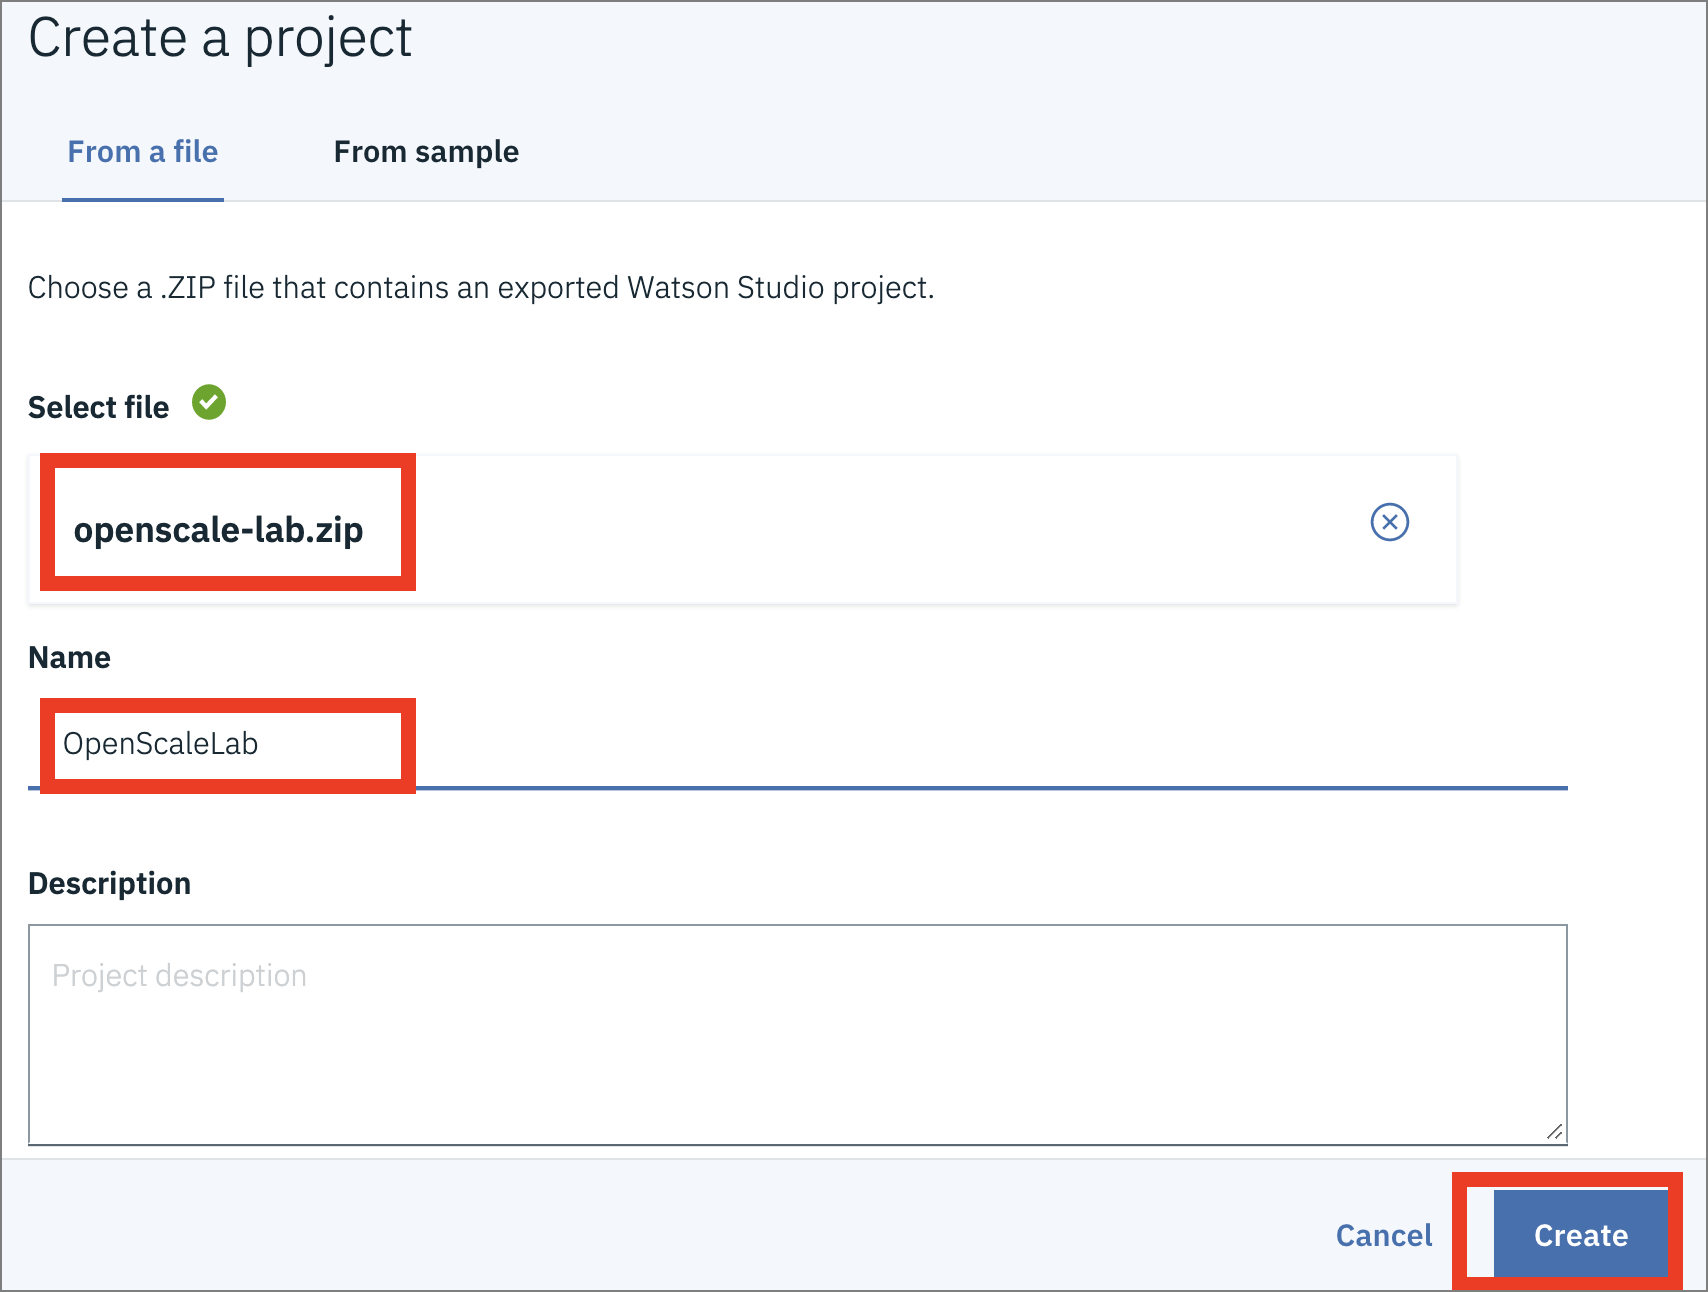 Create a project
From a file
From sample
Choose a .ZIP file that contains an exported Watson Studio project.
Select file
openscale-lab.zip
Name
OpenScaleLab
Description
Project description
Cancel
Create